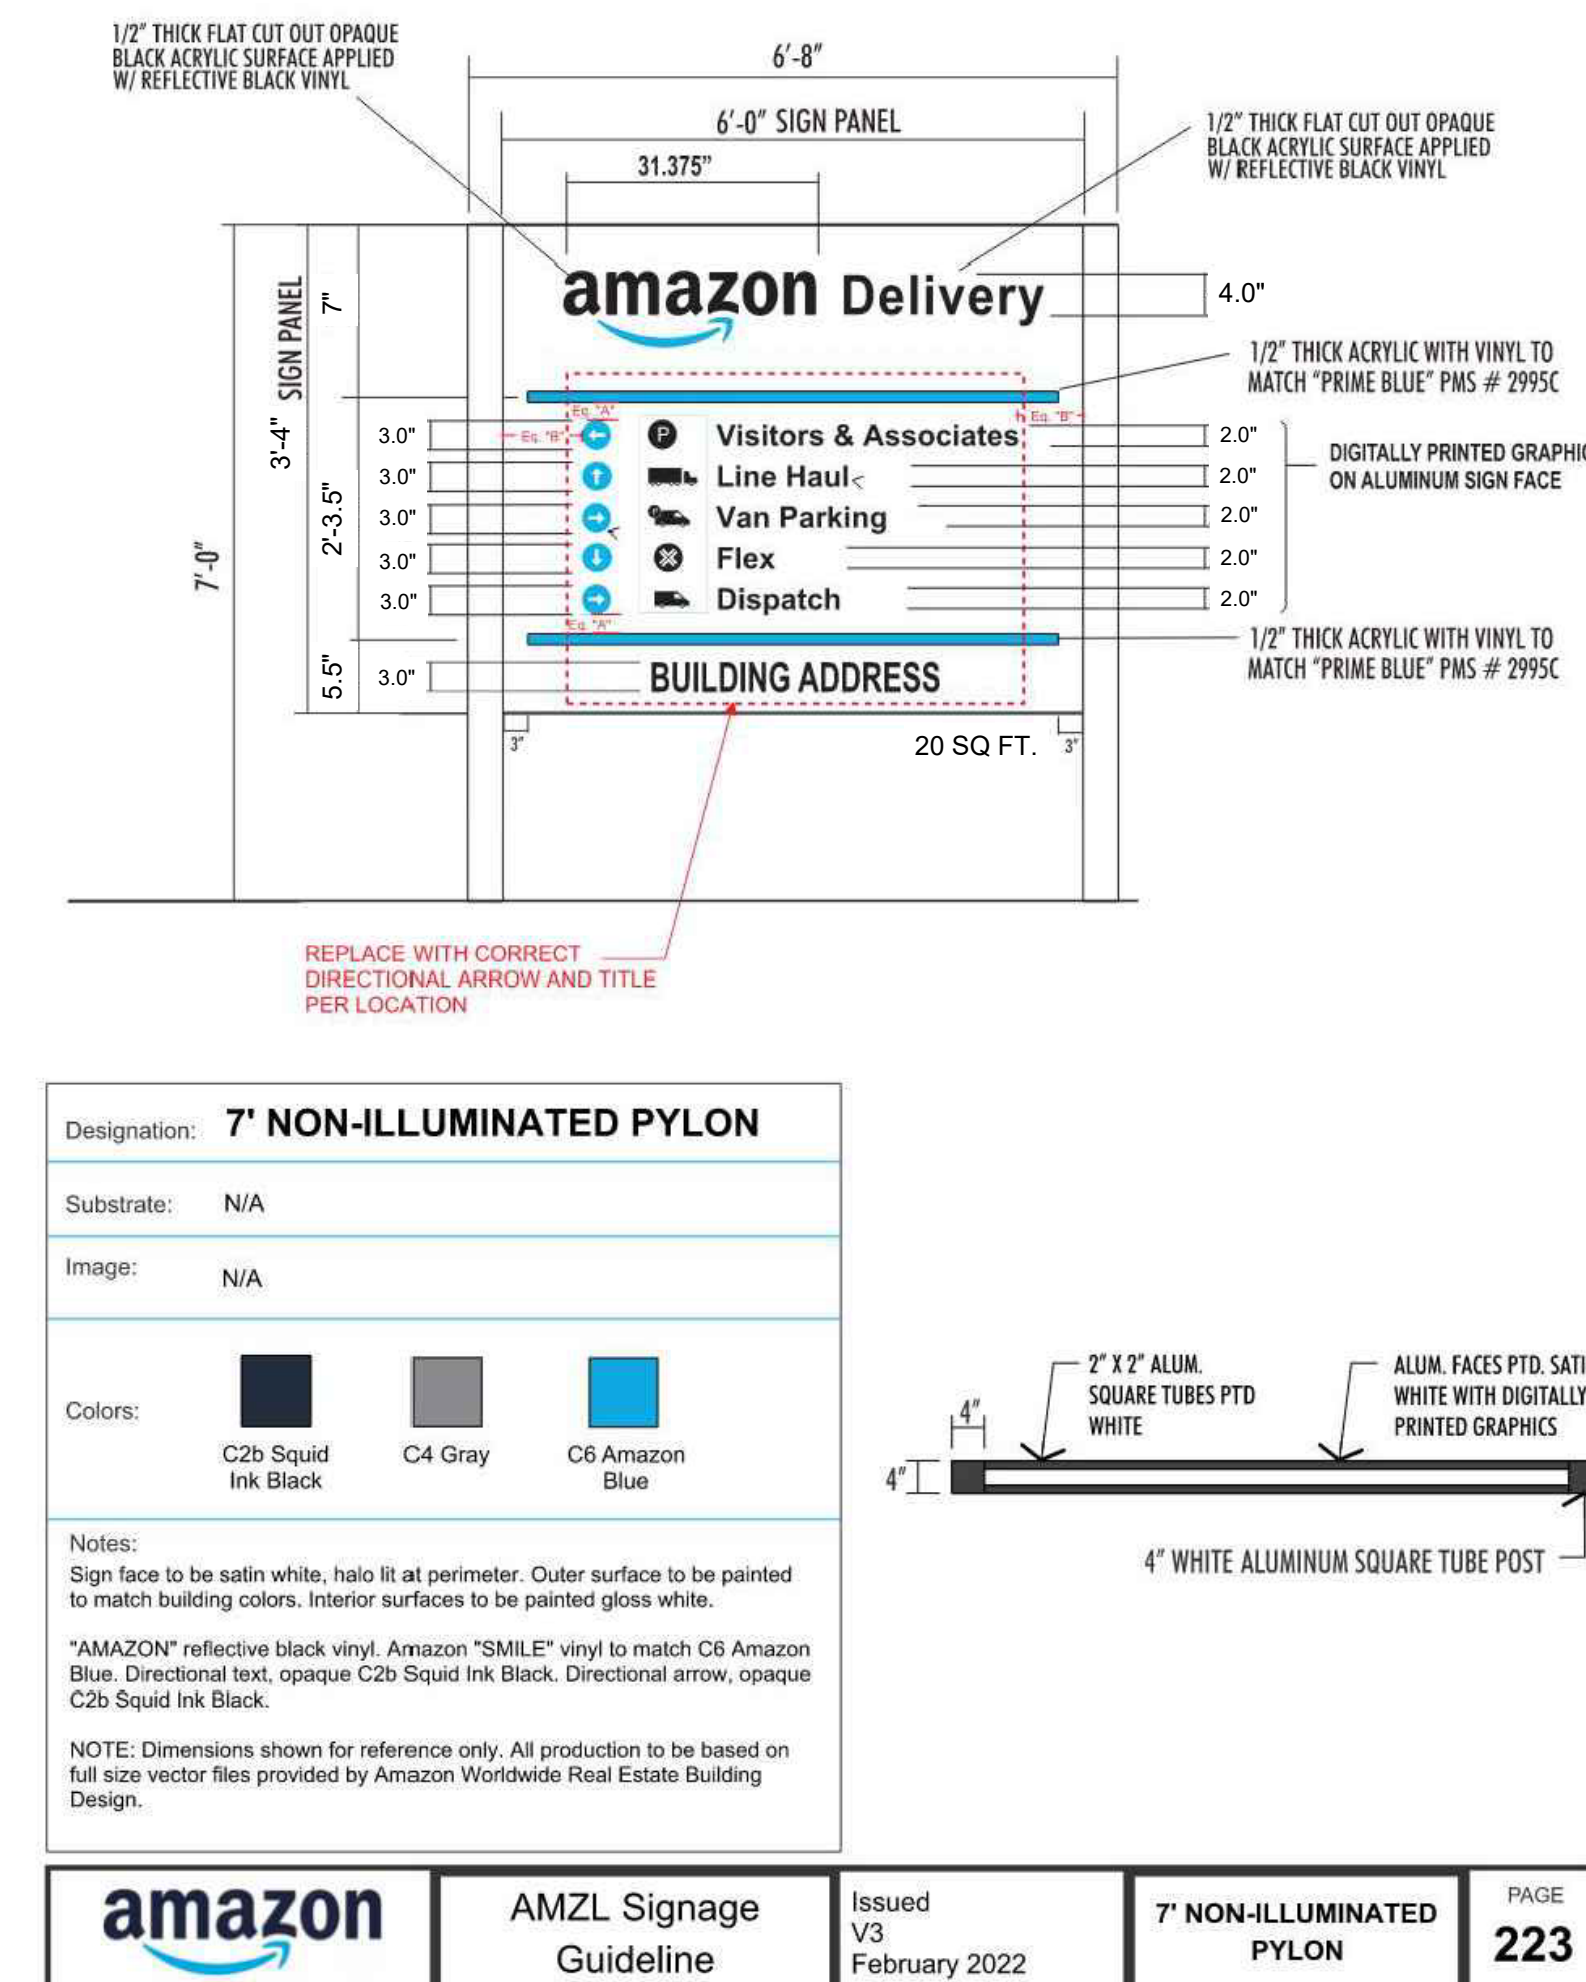 1/2" THICK FLAT CUT OUT OPAQUE
BLACK ACRYLIC SURFACE APPLIED
W/ REFLECTIVE BLACK VINYL
6'-8"
6'-0" SIGN PANEL
31.375"
1/2" THICK FLAT CUT OUT OPAQUE
BLACK ACRYLIC SURFACE APPLIED
W/ REFLECTIVE BLACK VINYL
7'-0"
3'-4" SIGN PANEL
7"
2'-3.5"
5.5"
amazon Delivery
4.0"
1/2" THICK ACRYLIC WITH VINYL TO
MATCH "PRIME BLUE" PMS # 2995C
Eq. "A"
Eq. "B"
Eq. "B"
3.0"
P
Visitors & Associates
2.0"
3.0"
Line Haul
2.0"
3.0"
Van Parking
2.0"
3.0"
Flex
2.0"
3.0"
Dispatch
2.0"
DIGITALLY PRINTED GRAPHIC
ON ALUMINUM SIGN FACE
Eq. "A"
1/2" THICK ACRYLIC WITH VINYL TO
MATCH "PRIME BLUE" PMS # 2995C
3.0"
BUILDING ADDRESS
3"
20 SQ FT.
3"
REPLACE WITH CORRECT
DIRECTIONAL ARROW AND TITLE
PER LOCATION
Designation: 7' NON-ILLUMINATED PYLON
Substrate: N/A
Image: N/A
Colors:
C2b Squid
Ink Black
C4 Gray
C6 Amazon
Blue
Notes:
Sign face to be satin white, halo lit at perimeter. Outer surface to be painted
to match building colors. Interior surfaces to be painted gloss white.
"AMAZON" reflective black vinyl. Amazon "SMILE" vinyl to match C6 Amazon
Blue. Directional text, opaque C2b Squid Ink Black. Directional arrow, opaque
C2b Squid Ink Black.
NOTE: Dimensions shown for reference only. All production to be based on
full size vector files provided by Amazon Worldwide Real Estate Building
Design.
4"
4"
2" X 2" ALUM.
SQUARE TUBES PTD
WHITE
ALUM. FACES PTD. SATI
WHITE WITH DIGITALLY
PRINTED GRAPHICS
4" WHITE ALUMINUM SQUARE TUBE POST
amazon
AMZL Signage
Guideline
Issued
V3
February 2022
7' NON-ILLUMINATED
PYLON
PAGE
223